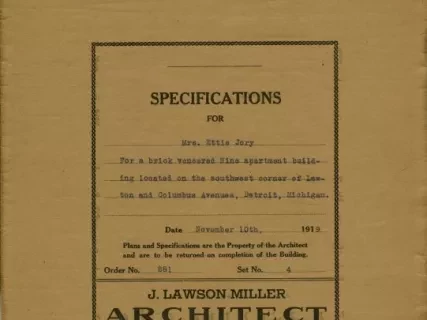 SPECIFICATIONS
FOR
Mrs. Ettie Jory
For a brick veneered Nine apartment build-
ing located on the southwest corner of Law-
ton and Columbus Avenues, Detroit, Michigan.
Date November 10th, 1919
Plans and Specifications are the Property of the Architect
and are to be returned on completion of the Building.
Order No. 891 Set No. 4
J. LAWSON MILLER
ARCHITECT